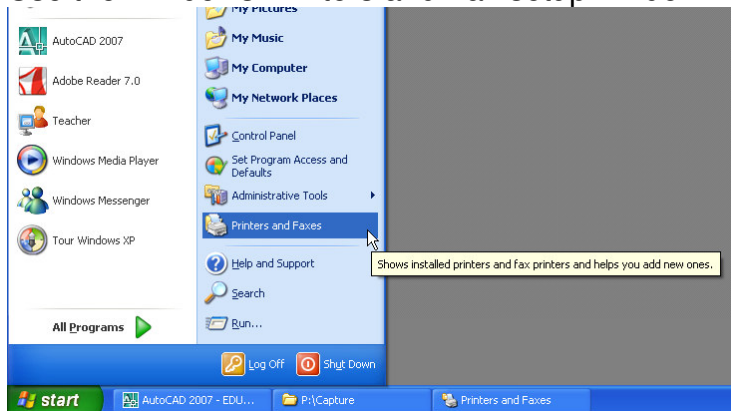 My Pictures
AutoCAD 2007
My Music
Adobe Reader 7.0
My Computer
My Network Places
Teacher
Control Panel
Windows Media Player
Set Program Access and
Defaults
Windows Messenger
Administrative Tools
Printers and Faxes
Tour Windows XP
Help and Support
Shows installed printers and fax printers and helps you add new ones.
Search
All Programs
Run...
Log Off
Shut Down
start
AutoCAD 2007 - EDU...
P:\Capture
Printers and Faxes